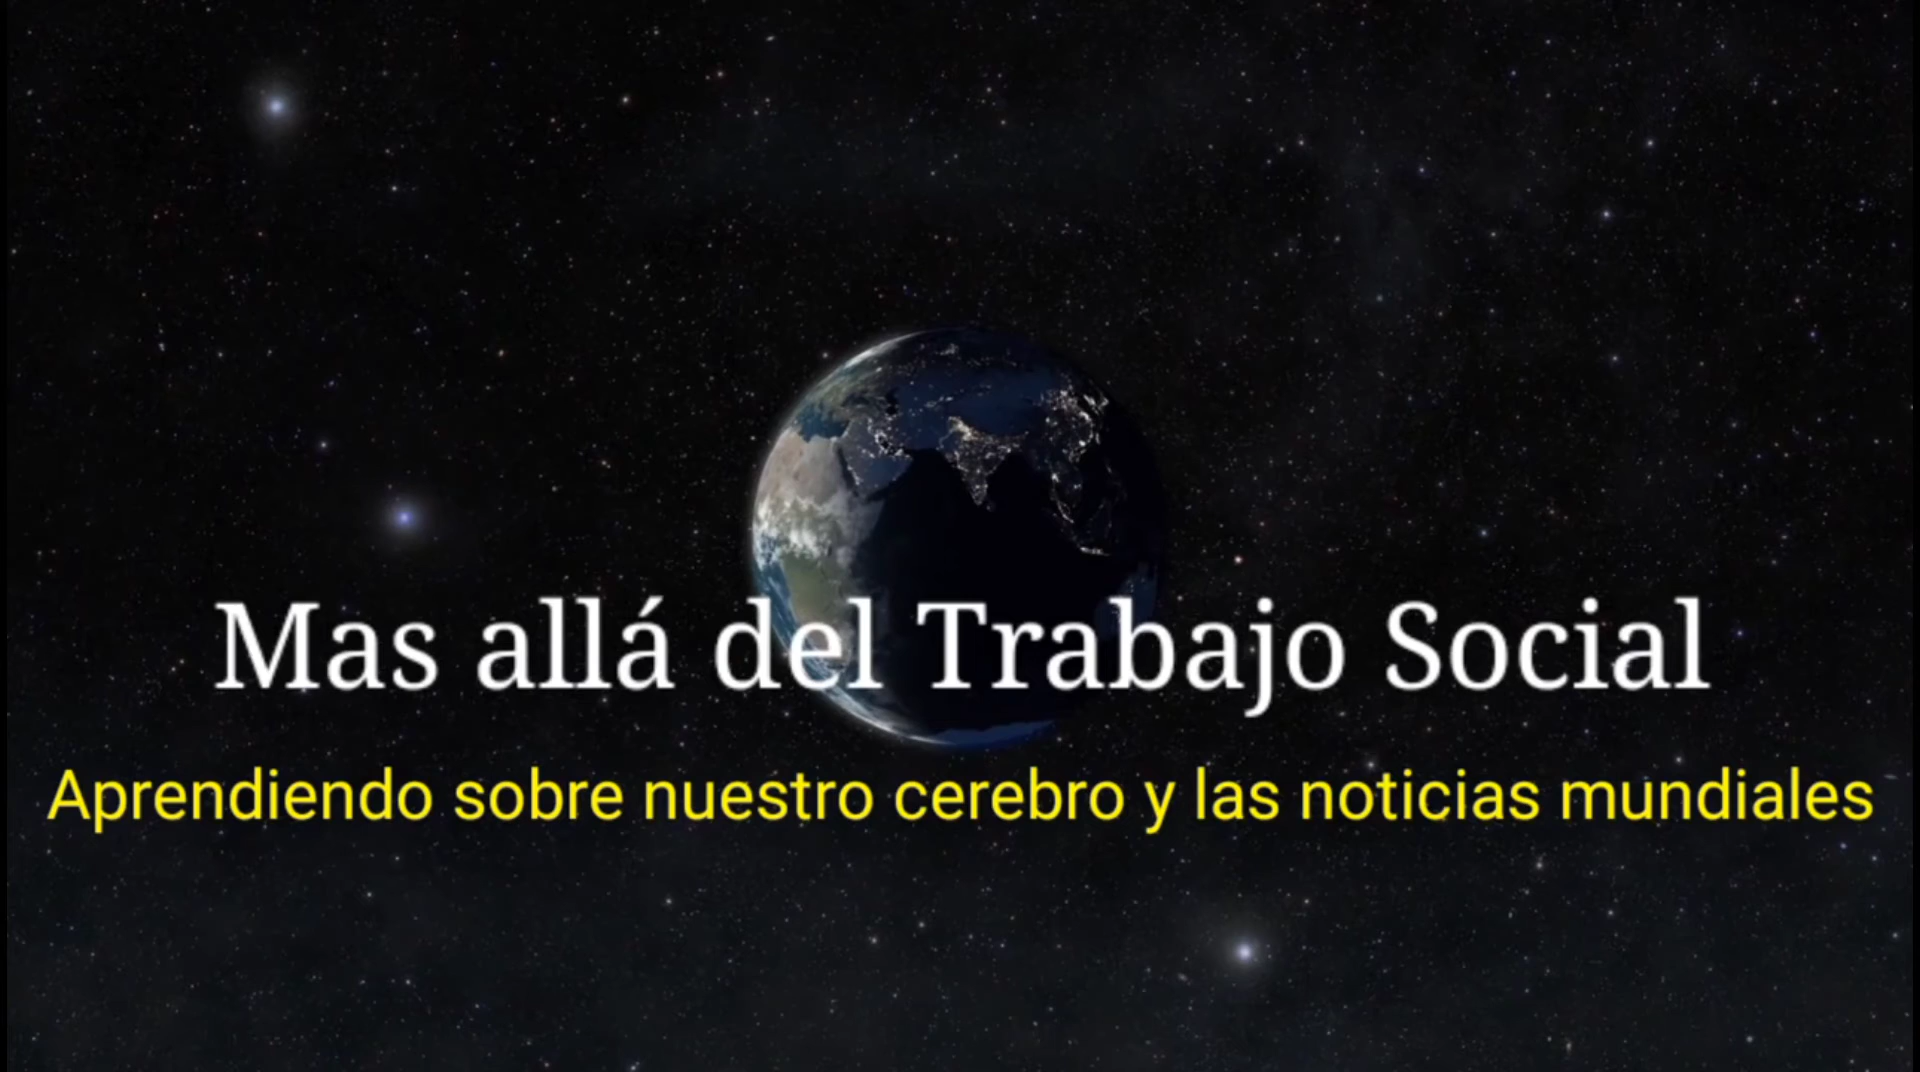 Mas allá del Trabajo Social
Aprendiendo sobre nuestro cerebro y las noticias mundiales